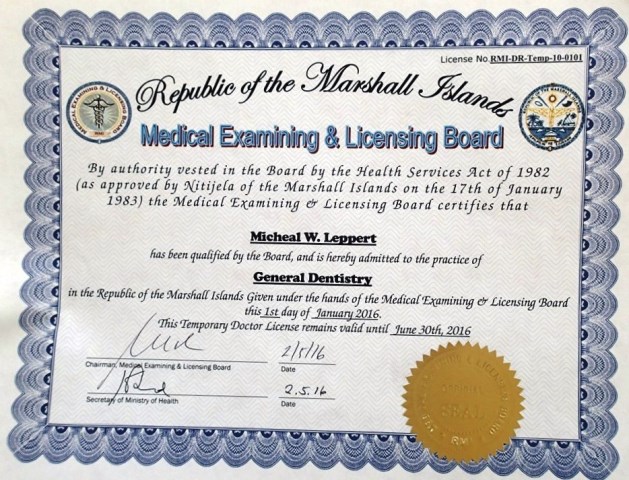 License No. RMI-DR-Temp-10-0101
Republic of the Marshall Islands
MEDICAL EXAMINING & LICENSING BOARD
Medical Examining & Licensing Board
By authority vested in the Board by the Health Services Act of 1982
(as approved by Nitijela of the Marshall Islands on the 17th of January
1983) the Medical Examining & Licensing Board certifies that
Micheal W. Leppert
has been qualified by the Board, and is hereby admitted to the practice of
General Dentistry
in the Republic of the Marshall Islands Given under the hands of the Medical Examining & Licensing Board
this 1st day of January 2016.
This Temporary Doctor License remains valid until June 30th, 2016
2/5/16
Chairman, Medical Examining & Licensing Board Date
2.5.16
Secretary of Ministry of Health Date
SEAL
RMI